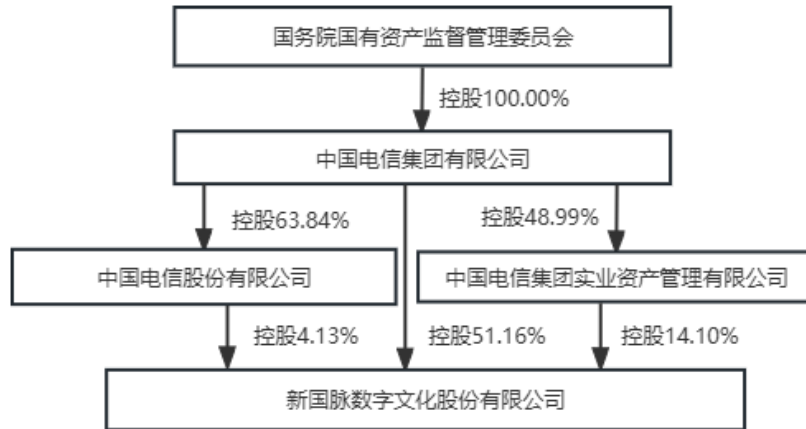 国务院国有资产监督管理委员会
控股100.00%
中国电信集团有限公司
控股63.84%
控股48.99%
中国电信股份有限公司
中国电信集团实业资产管理有限公司
控股4.13%
控股51.16%
控股14.10%
新国脉数字文化股份有限公司